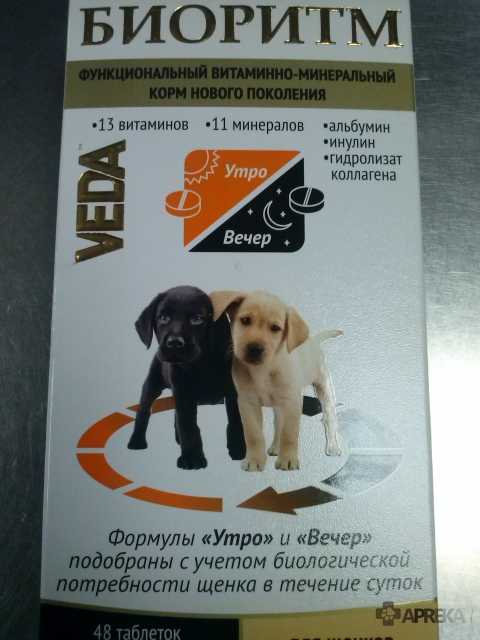 БИОРИТМ
ФУНКЦИОНАЛЬНЫЙ ВИТАМИННО-МИНЕРАЛЬНЫЙ
КОРМ НОВОГО ПОКОЛЕНИЯ
•13 витаминов •11 минералов •альбумин
•инулин
•гидролизат
коллагена
VEDA
Утро
Вечер
Формулы «Утро» и «Вечер»
подобраны с учетом биологической
потребности щенка в течение суток
48 таблеток
APREKA